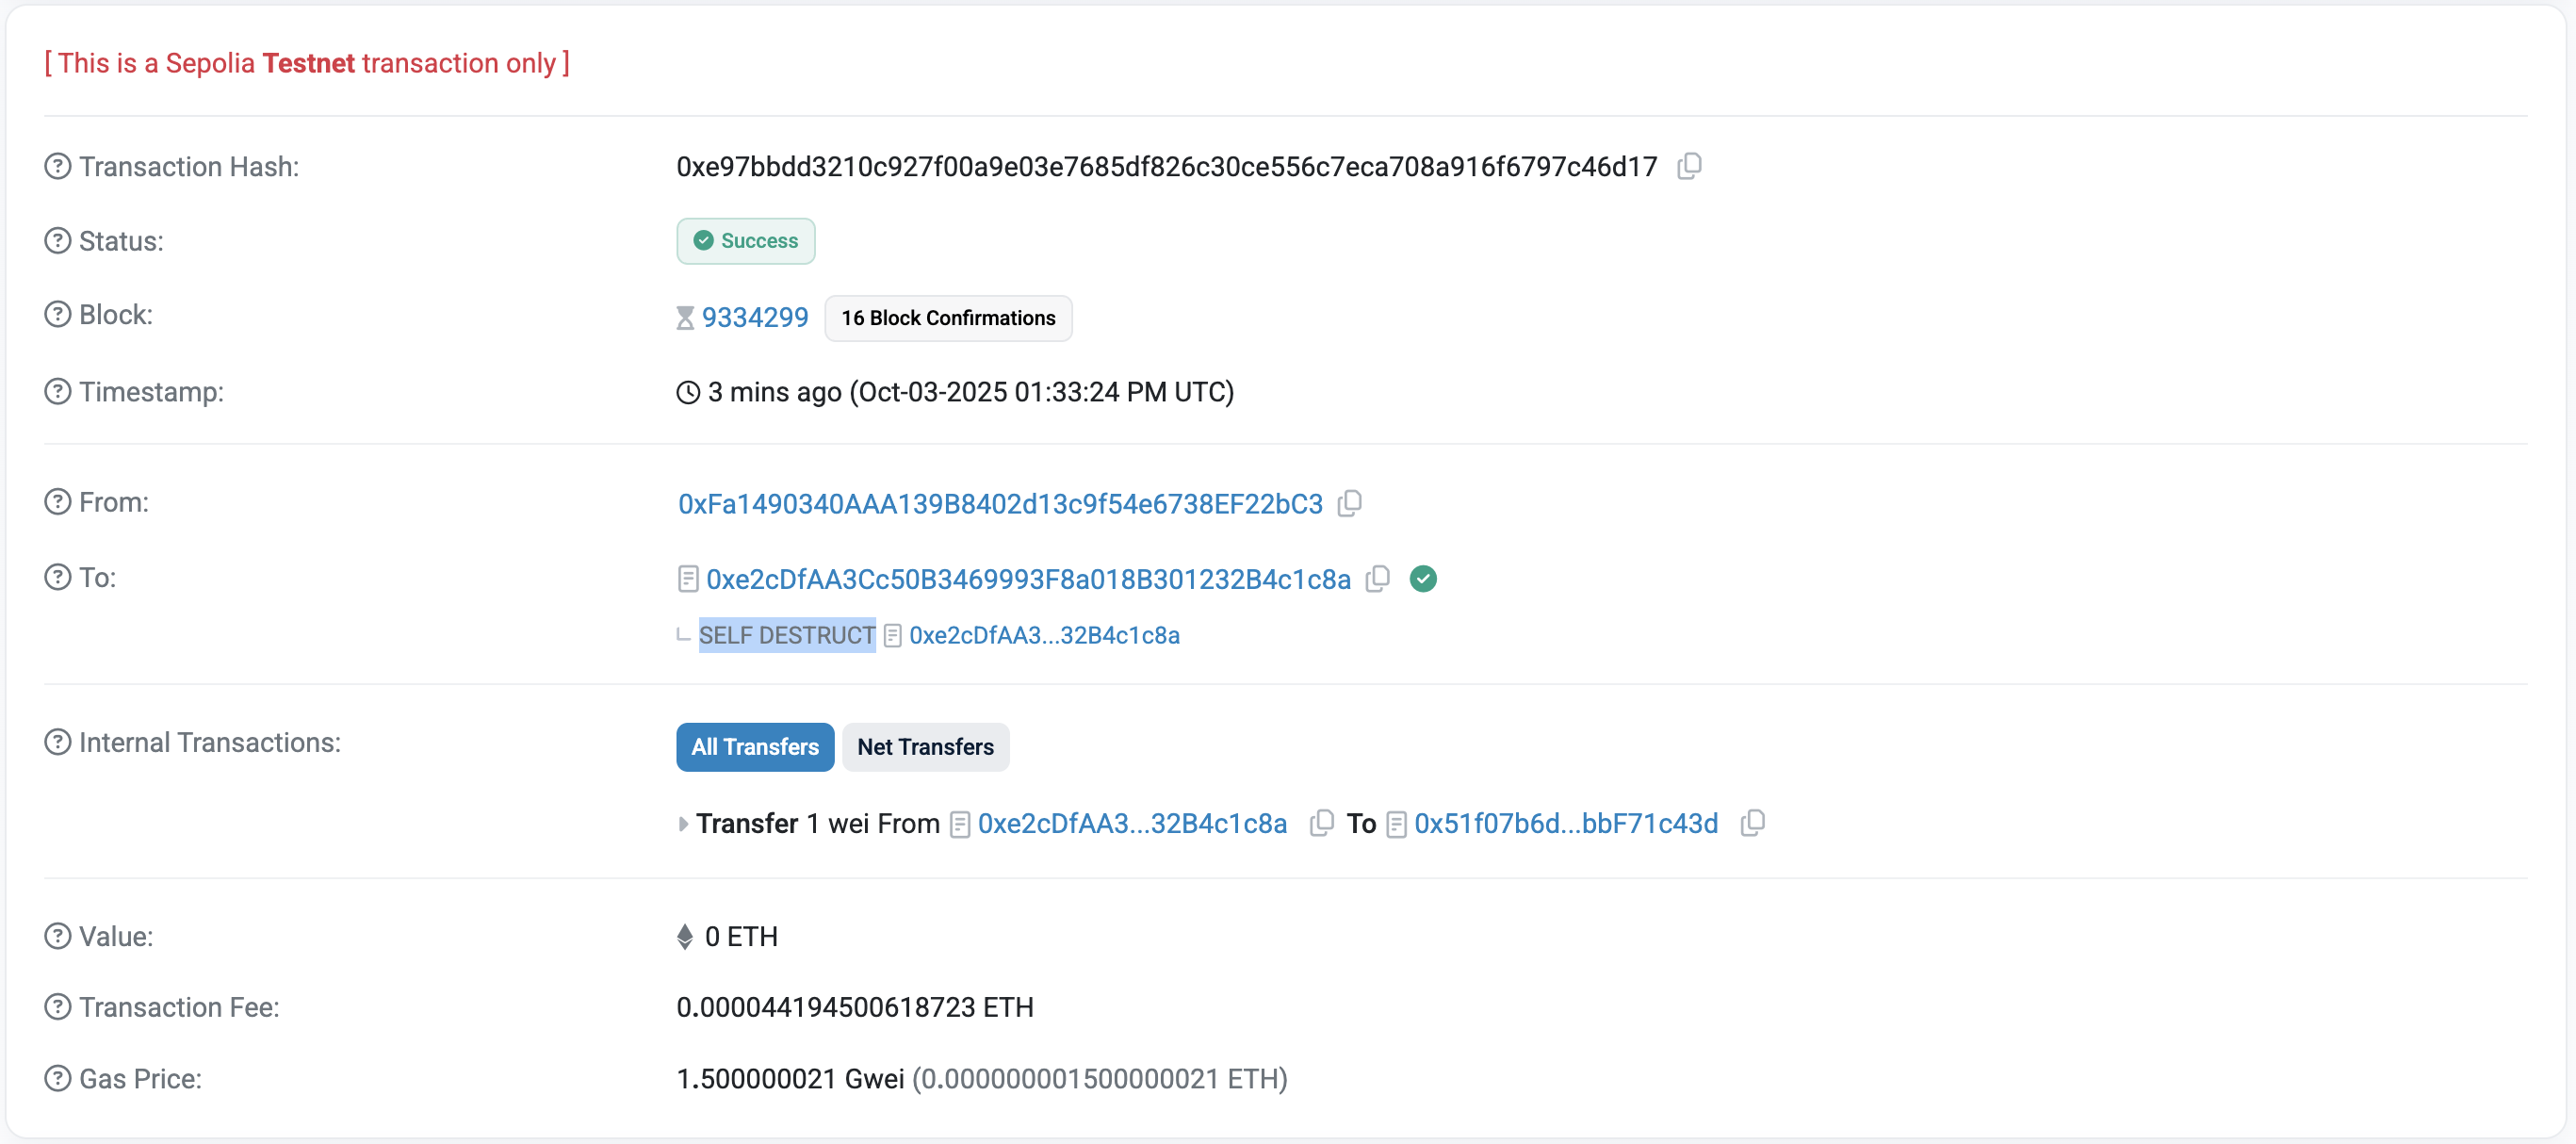 [ This is a Sepolia Testnet transaction only ]
Transaction Hash: 0xe97bbdd3210c927f00a9e03e7685df826c30ce556c7eca708a916f6797c46d17
Status: Success
Block: 9334299 16 Block Confirmations
Timestamp: 3 mins ago (Oct-03-2025 01:33:24 PM UTC)
From: 0xFa1490340AAA139B8402d13c9f54e6738EF22bC3
To: 0xe2cDfAA3Cc50B3469993F8a018B301232B4c1c8a
SELF DESTRUCT 0xe2cDfAA3...32B4c1c8a
Internal Transactions: All Transfers Net Transfers
Transfer 1 wei From 0xe2cDfAA3...32B4c1c8a To 0x51f07b6d...bbF71c43d
Value: 0 ETH
Transaction Fee: 0.000044194500618723 ETH
Gas Price: 1.500000021 Gwei (0.000000001500000021 ETH)